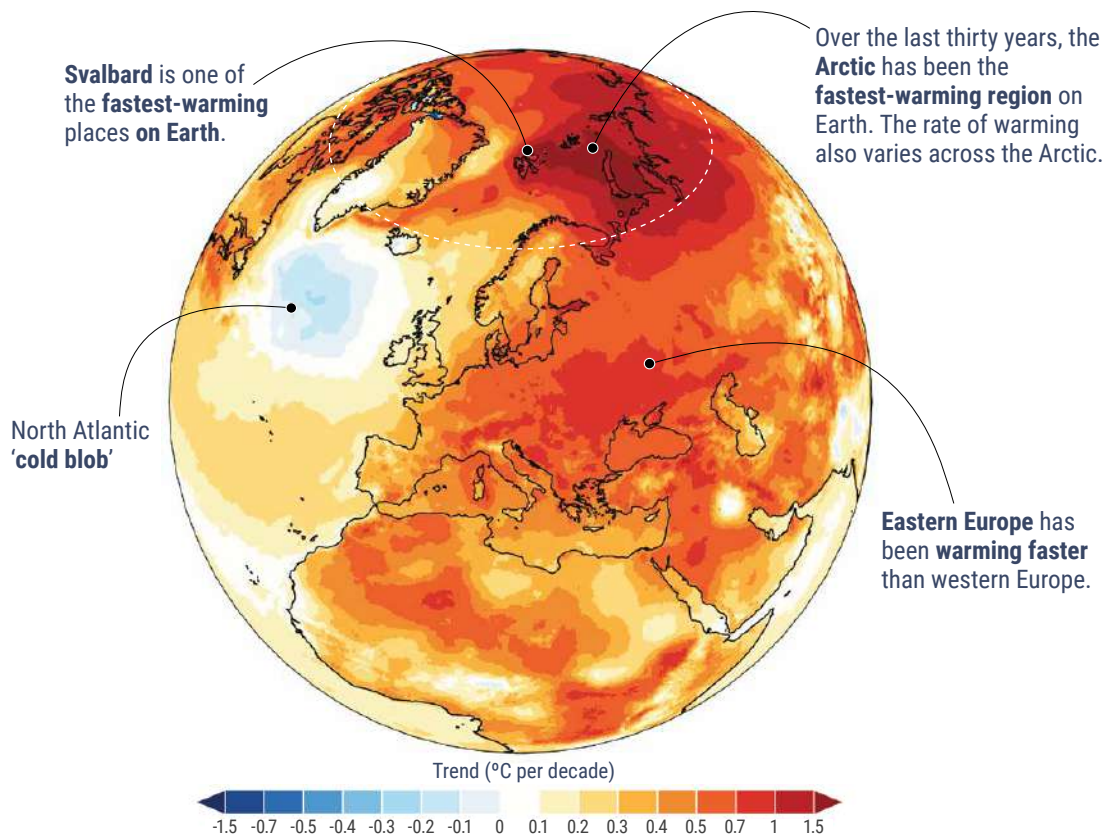 Svalbard is one of
the fastest-warming
places on Earth.
Over the last thirty years, the
Arctic has been the
fastest-warming region on
Earth. The rate of warming
also varies across the Arctic.
North Atlantic
‘cold blob’
Eastern Europe has
been warming faster
than western Europe.
Trend (ºC per decade)
-1.5 -0.7 -0.5 -0.4 -0.3 -0.2 -0.1 0 0.1 0.2 0.3 0.4 0.5 0.7 1 1.5